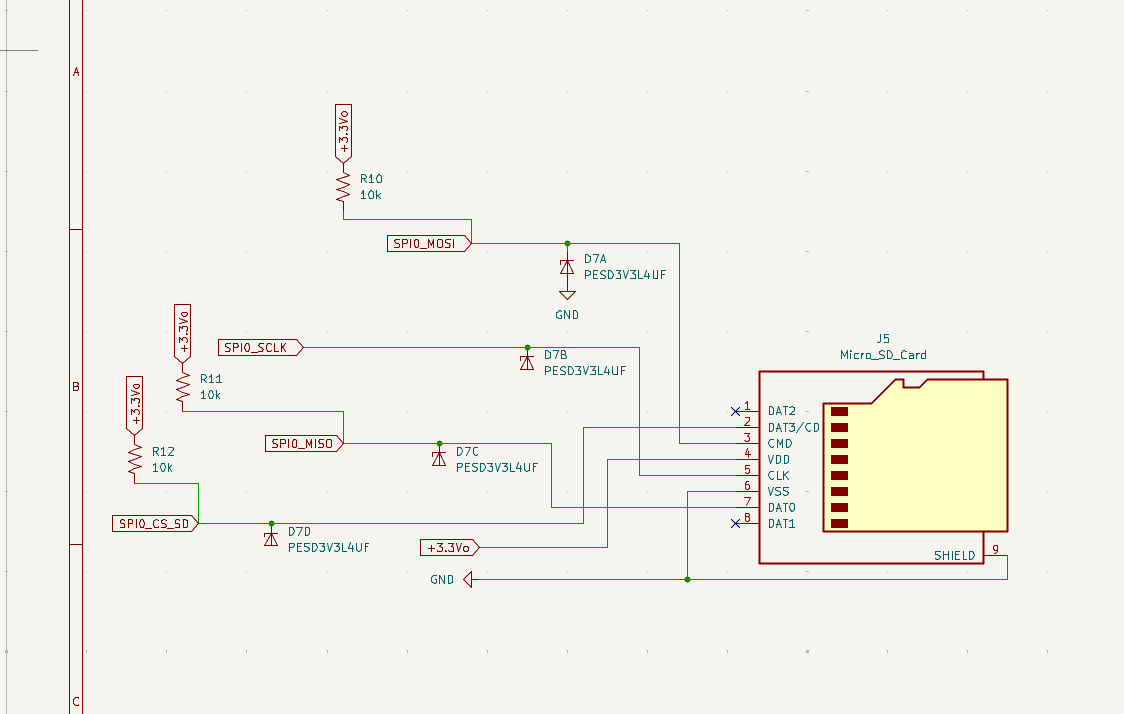 A
+3.3Vo
R10
10k
SPI0_MOSI
D7A
PESD3V3L4UF
GND
+3.3Vo
SPI0_SCLK
D7B
PESD3V3L4UF
J5
Micro_SD_Card
R11
10k
B
+3.3Vo
1 DAT2
2 DAT3/CD
3 CMD
4 VDD
5 CLK
6 VSS
7 DAT0
8 DAT1
SHIELD 9
R12
10k
SPI0_MISO
D7C
PESD3V3L4UF
SPI0_CS_SD
D7D
PESD3V3L4UF
+3.3Vo
GND
C